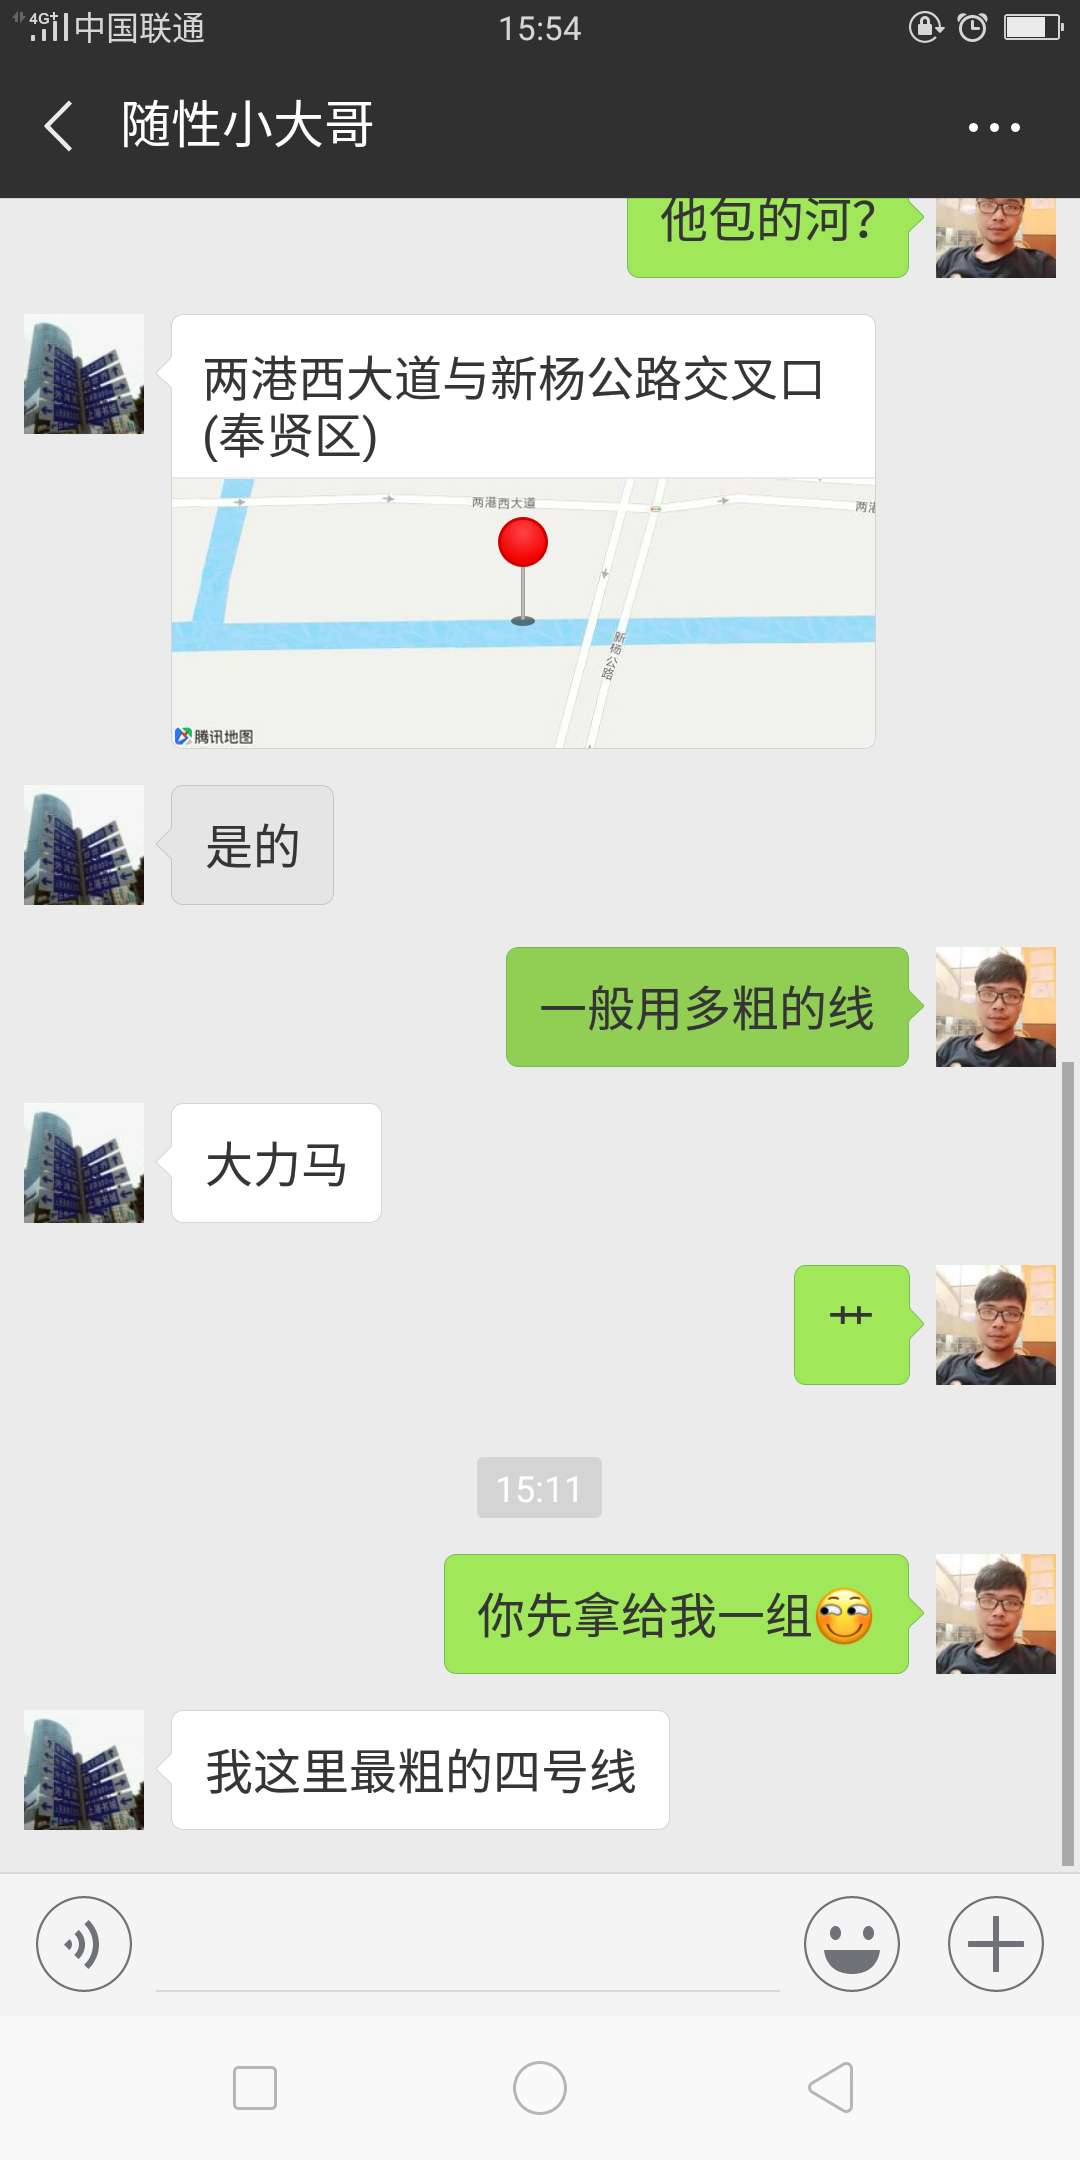 4G+ 中国联通 15:54
随性小大哥
他包的河?
两港西大道与新杨公路交叉口
(奉贤区)
两港西大道
两港
新杨公路
腾讯地图
是的
一般用多粗的线
大力马
艹
15:11
你先拿给我一组
我这里最粗的四号线